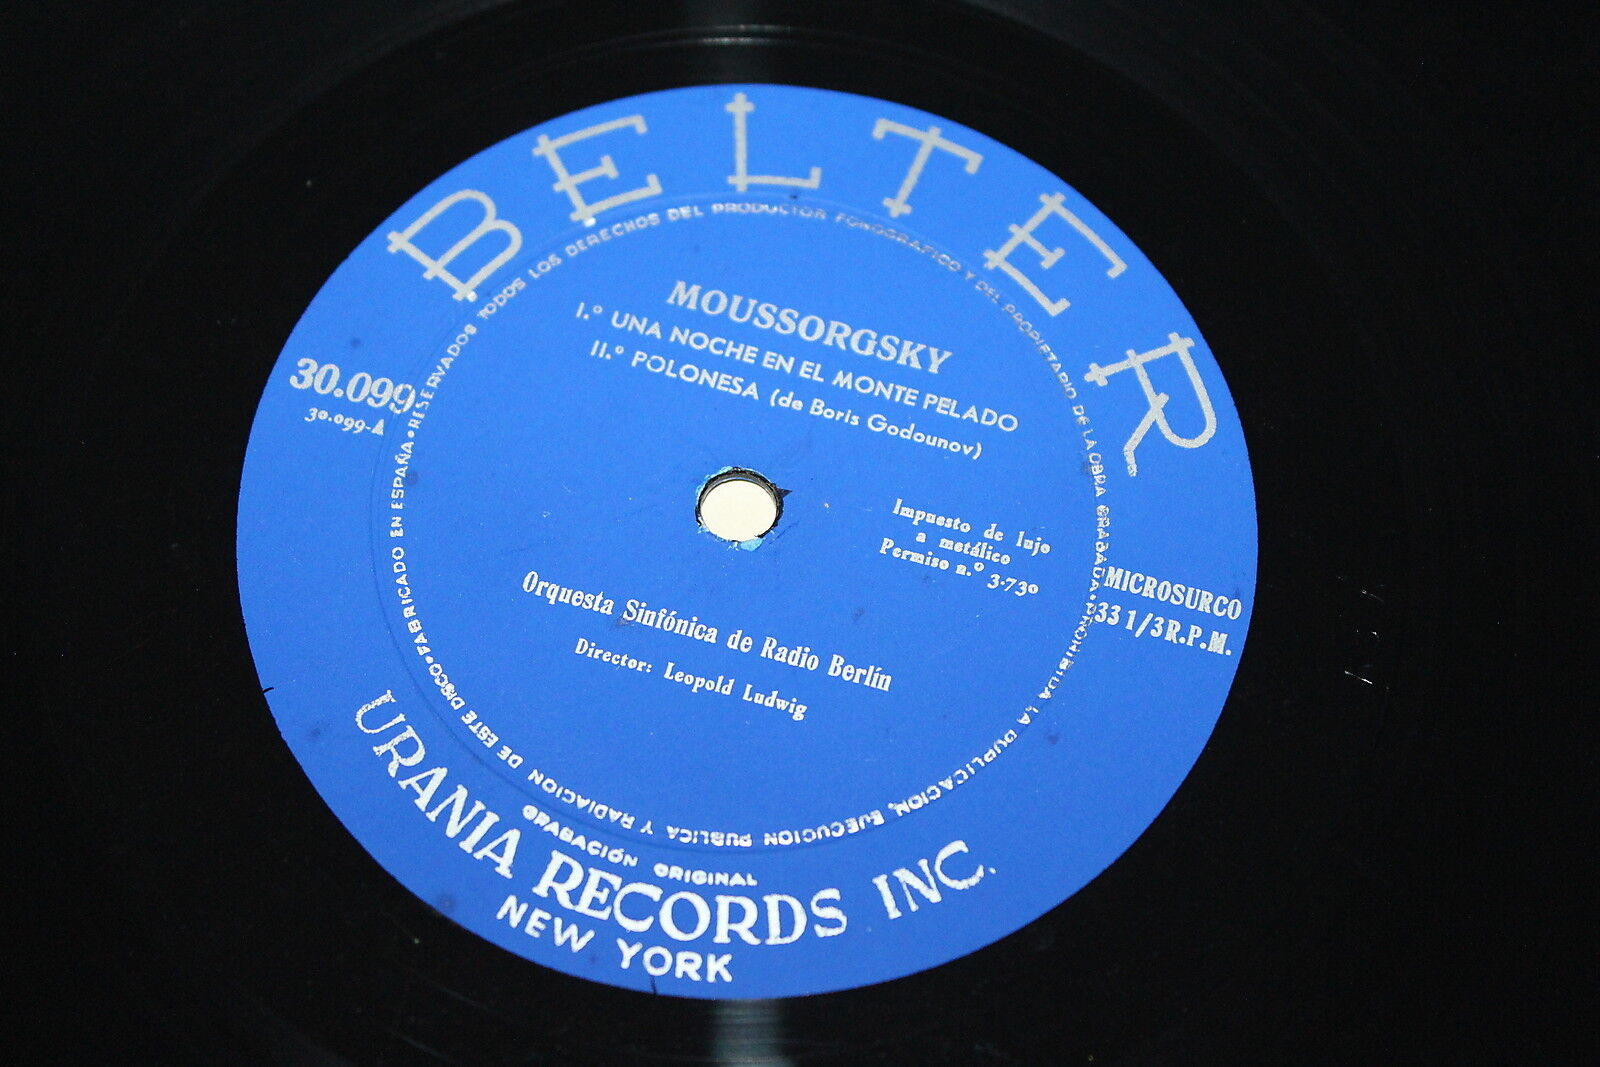 BELTER
RESERVADOS TODOS LOS DERECHOS DEL PRODUCTOR FONOGRAFICO Y DEL PROPIETARIO DE LA OBRA GRABADA • PROHIBIDA LA DUPLICACION, EJECUCION PUBLICA Y RADIACION DE ESTE DISCO • FABRICADO EN ESPAÑA •
MOUSSORGSKY
I.º UNA NOCHE EN EL MONTE PELADO
II.º POLONESA (de Boris Godounov)
30.099
30.099-A
Impuesto de lujo
a metálico
Permiso n.º 3.730
MICROSURCO
33 1/3 R.P.M.
Orquesta Sinfónica de Radio Berlín
Director: Leopold Ludwig
GRABACIÓN ORIGINAL
URANIA RECORDS INC.
NEW YORK